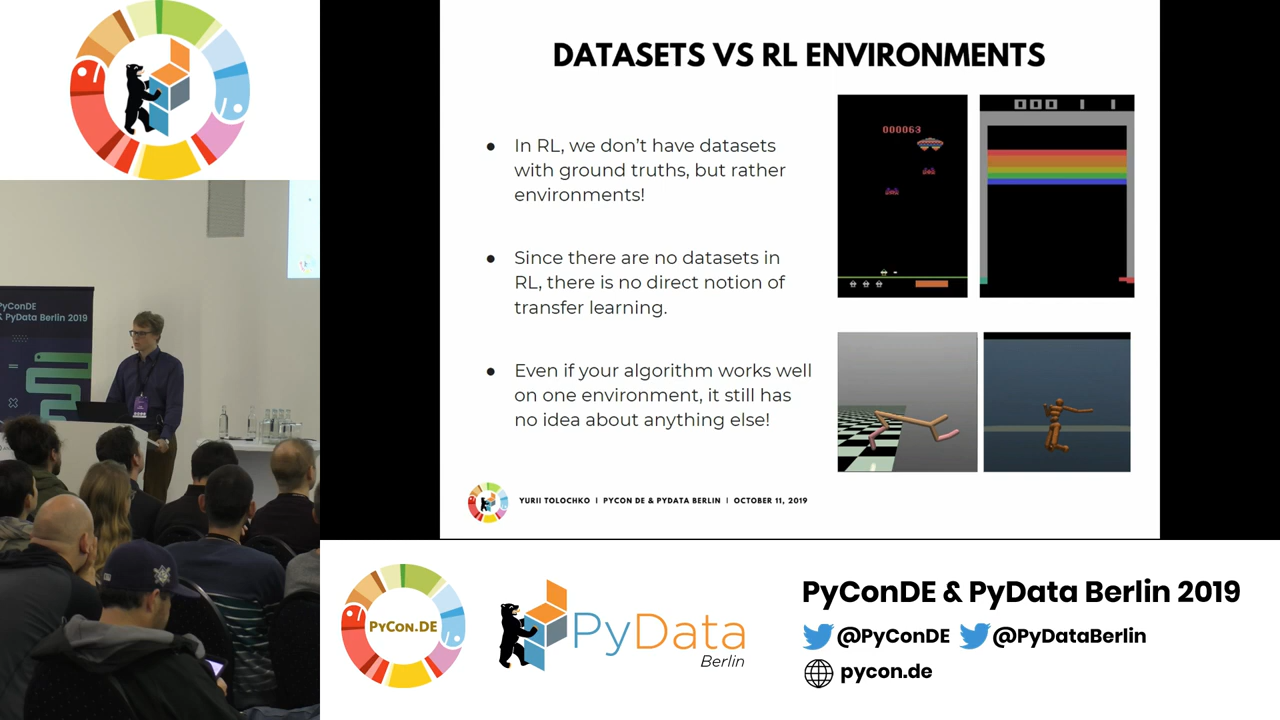 DATASETS VS RL ENVIRONMENTS
● In RL, we don't have datasets
with ground truths, but rather
environments!
● Since there are no datasets in
RL, there is no direct notion of
transfer learning.
● Even if your algorithm works well
on one environment, it still has
no idea about anything else!
000063
000 1 1
YURII TOLOCHKO | PYCON DE & PYDATA BERLIN | OCTOBER 11, 2019
PyConDE
& PyData Berlin 2019
PYCON.DE
PyData
Berlin
PyConDE & PyData Berlin 2019
@PyConDE @PyDataBerlin
pycon.de